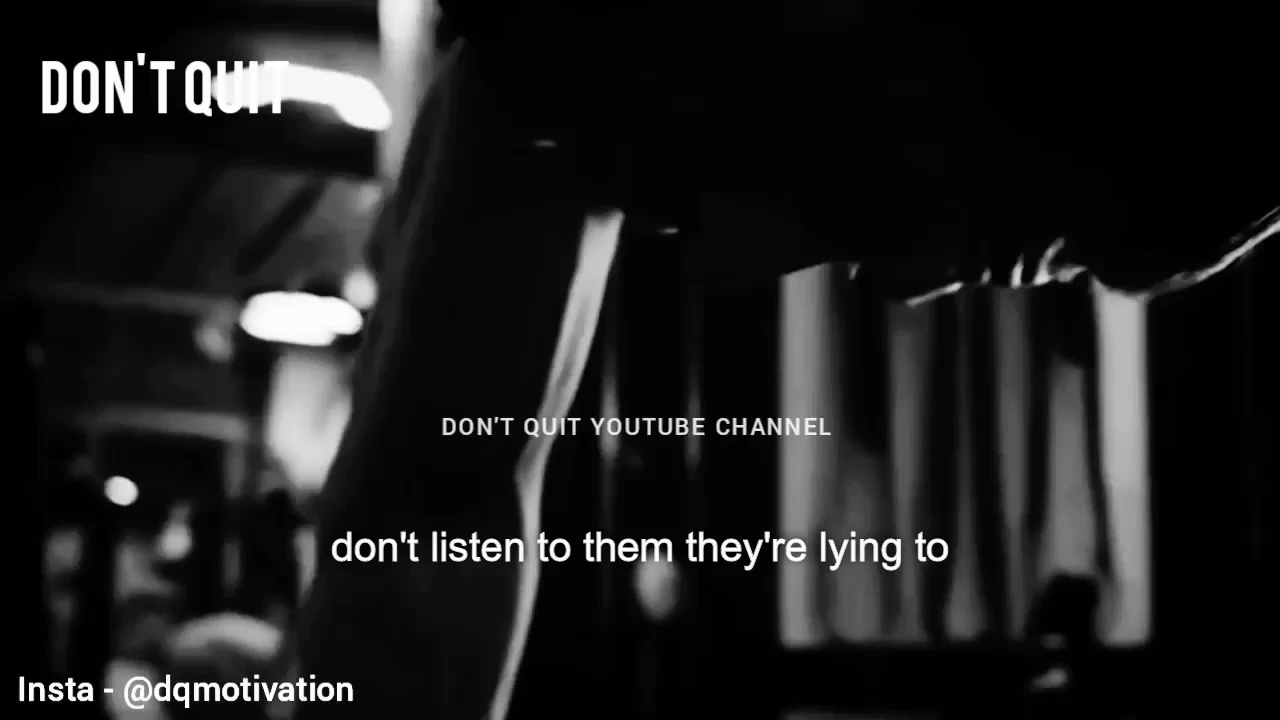 DON'T QUIT
DON'T QUIT YOUTUBE CHANNEL
don't listen to them they're lying to
Insta - @dqmotivation